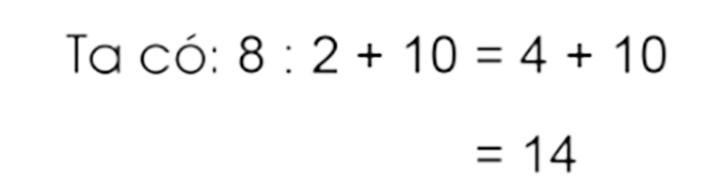 Ta có: 8 : 2 + 10 = 4 + 10
= 14